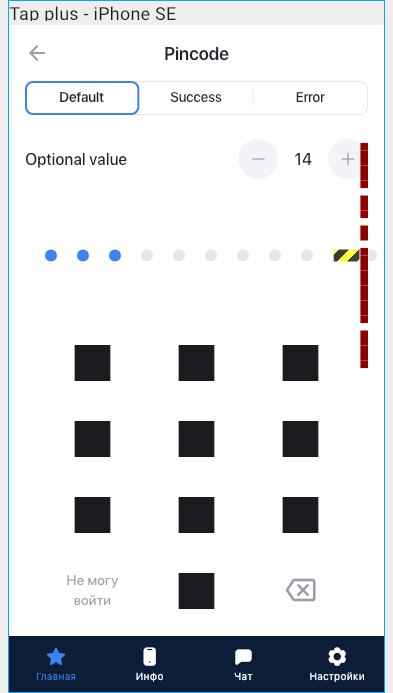 Tap plus - iPhone SE
Pincode
Default Success Error
Optional value 14
Не могу
войти
Главная Инфо Чат Настройки